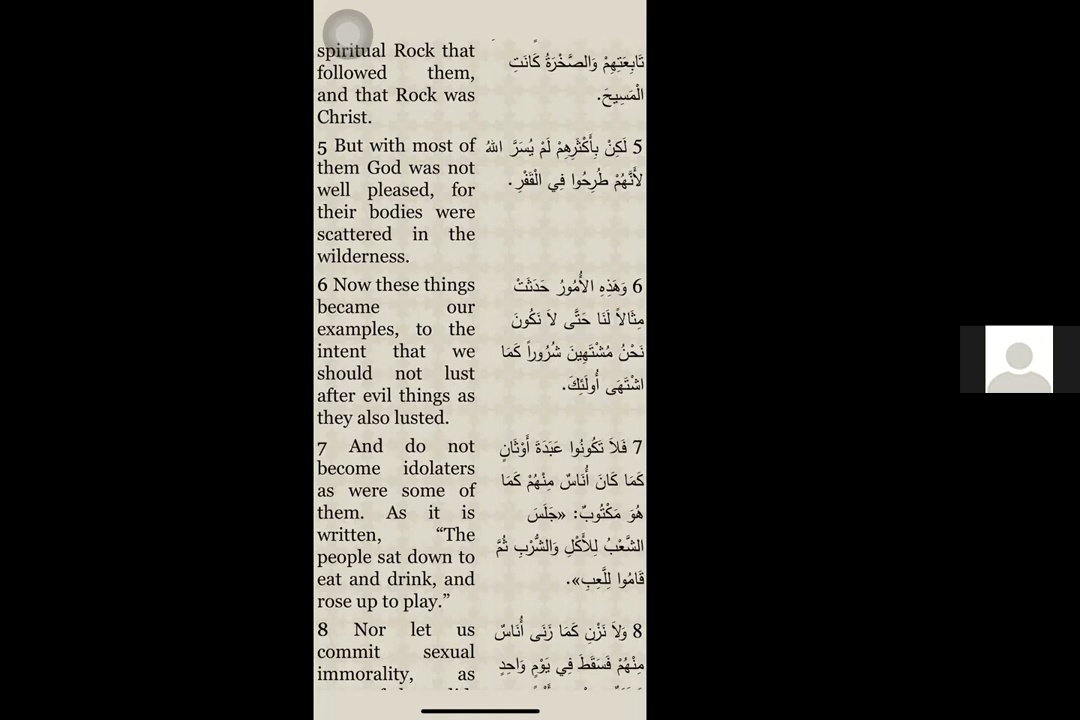 spiritual Rock that
followed them,
and that Rock was
Christ.
تَابِعَتِهِمْ وَالصَّخْرَةُ كَانَتِ
الْمَسِيحَ.
5 But with most of
them God was not
well pleased, for
their bodies were
scattered in the
wilderness.
5 لَكِنْ بِأَكْثَرِهِمْ لَمْ يُسَرَّ اللهُ
لأَنَّهُمْ طُرِحُوا فِي الْقَفْرِ.
6 Now these things
became our
examples, to the
intent that we
should not lust
after evil things as
they also lusted.
6 وَهَذِهِ الأُمُورُ حَدَثَتْ
مِثَالاً لَنَا حَتَّى لاَ نَكُونَ
نَحْنُ مُشْتَهِينَ شُرُوراً كَمَا
اشْتَهَى أُولَئِكَ.
7 And do not
become idolaters
as were some of
them. As it is
written, “The
people sat down to
eat and drink, and
rose up to play.”
7 فَلاَ تَكُونُوا عَبَدَةَ أَوْثَانٍ
كَمَا كَانَ أُنَاسٌ مِنْهُمْ كَمَا
هُوَ مَكْتُوبٌ: «جَلَسَ
الشَّعْبُ لِلأَكْلِ وَالشُّرْبِ ثُمَّ
قَامُوا لِلَّعِبِ».
8 Nor let us
commit sexual
immorality, as
8 وَلاَ نَزْنِ كَمَا زَنَى أُنَاسٌ
مِنْهُمْ فَسَقَطَ فِي يَوْمٍ وَاحِدٍ